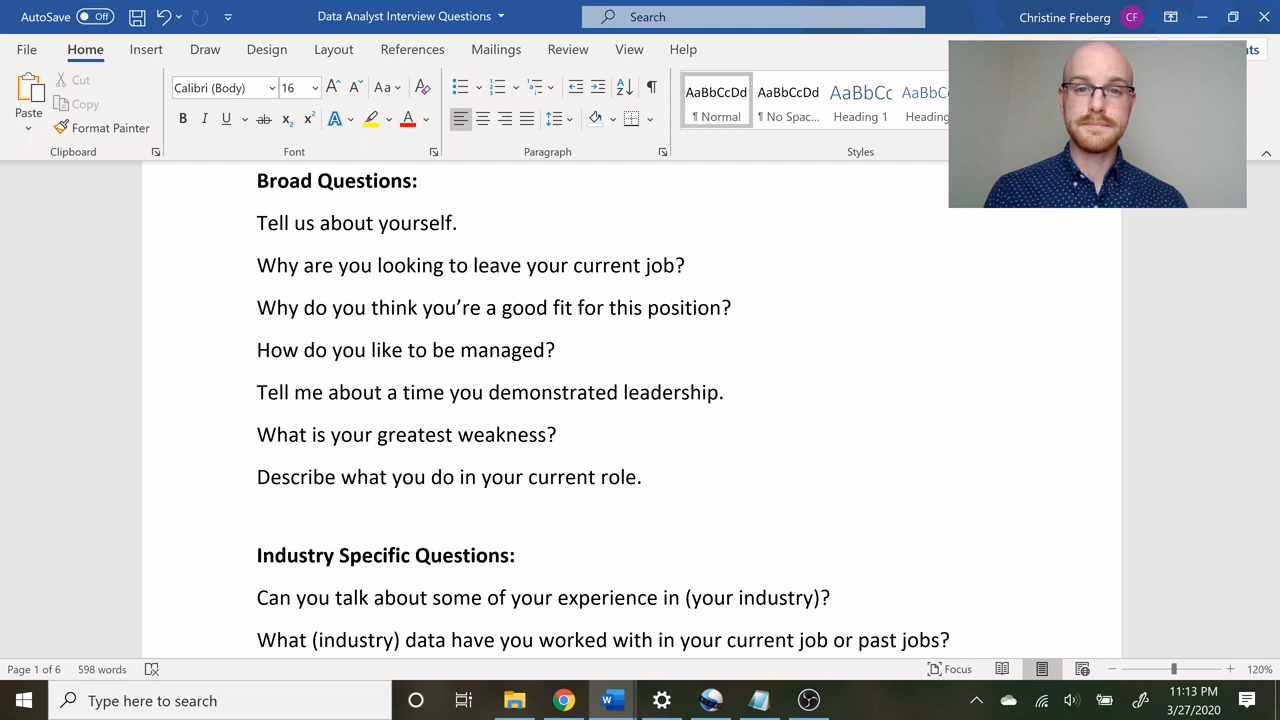 AutoSave Off Data Analyst Interview Questions Search Christine Freberg CF
File Home Insert Draw Design Layout References Mailings Review View Help
Paste
Cut
Copy
Format Painter
Clipboard
Calibri (Body) 16
Font
Paragraph
AaBbCcDd AaBbCcDd AaBbCc
¶ Normal ¶ No Spac... Heading 1 Heading
Styles
Broad Questions:
Tell us about yourself.
Why are you looking to leave your current job?
Why do you think you’re a good fit for this position?
How do you like to be managed?
Tell me about a time you demonstrated leadership.
What is your greatest weakness?
Describe what you do in your current role.
Industry Specific Questions:
Can you talk about some of your experience in (your industry)?
What (industry) data have you worked with in your current job or past jobs?
Page 1 of 6 598 words Focus 120%
Type here to search
11:13 PM
3/27/2020